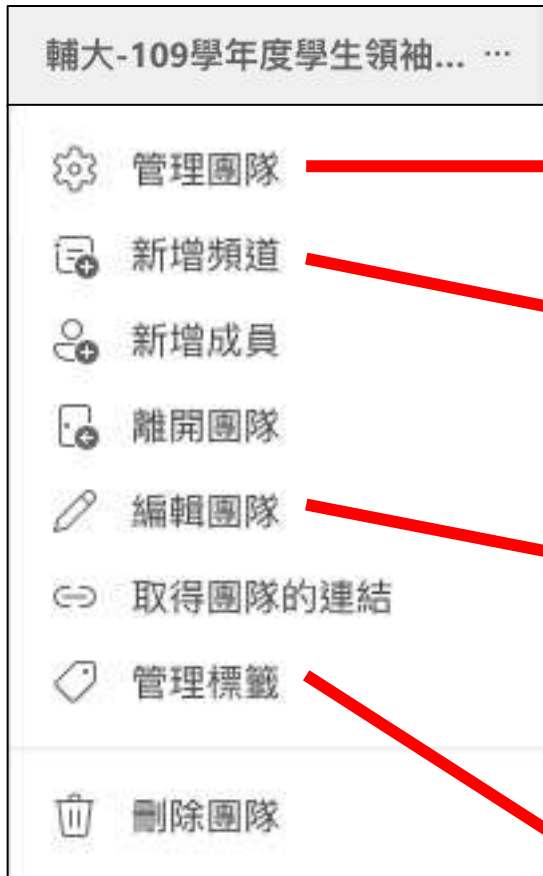 輔大-109學年度學生領袖... ...
管理團隊
新增頻道
新增成員
離開團隊
編輯團隊
取得團隊的連結
管理標籤
刪除團隊